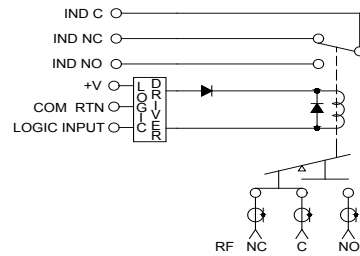 IND C
IND NC
IND NO
+V
COM RTN
LOGIC INPUT
LOGIC
DRIVER
RF NC C NO